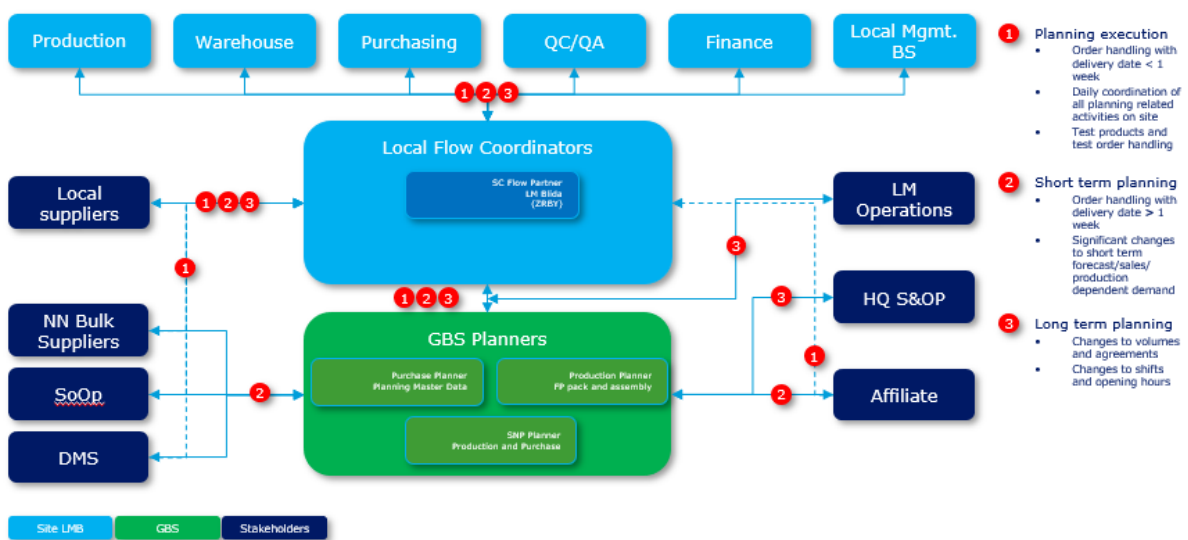 Production
Warehouse
Purchasing
QC/QA
Finance
Local Mgmt.
BS
1 2 3
Local Flow Coordinators
SC Flow Partner
LM Blida
(ZRBY)
Local
suppliers
1 2 3
1
LM
Operations
3
1 2 3
NN Bulk
Suppliers
SoOp
DMS
2
GBS Planners
Purchase Planner
Planning Master Data
Production Planner
FP pack and assembly
SNP Planner
Production and Purchase
3
HQ S&OP
1
2
Affiliate
1 Planning execution
• Order handling with
delivery date < 1
week
• Daily coordination of
all planning related
activities on site
• Test products and
test order handling
2 Short term planning
• Order handling with
delivery date > 1
week
• Significant changes
to short term
forecast/sales/
production
dependent demand
3 Long term planning
• Changes to volumes
and agreements
• Changes to shifts
and opening hours
Site LMB
GBS
Stakeholders